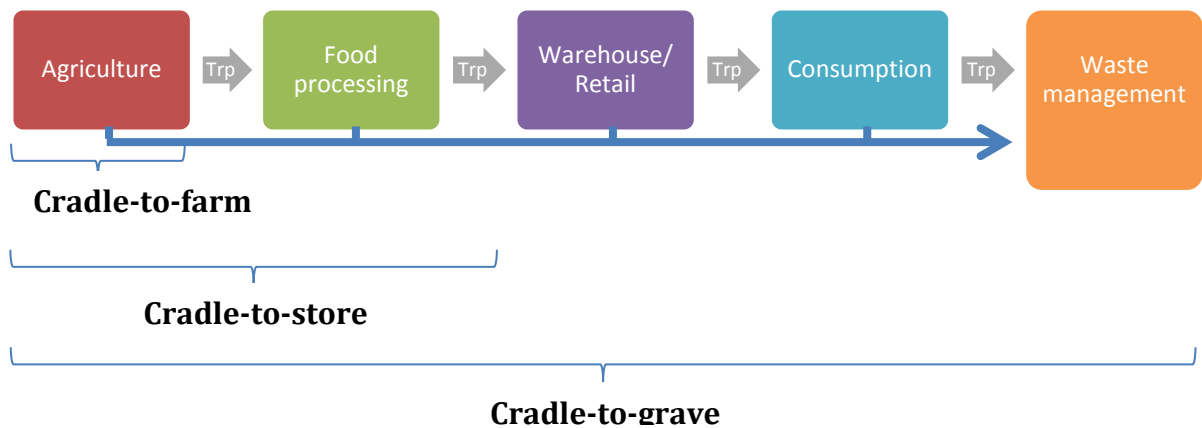 Agriculture
Trp
Food
processing
Trp
Warehouse/
Retail
Trp
Consumption
Trp
Waste
management
Cradle-to-farm
Cradle-to-store
Cradle-to-grave